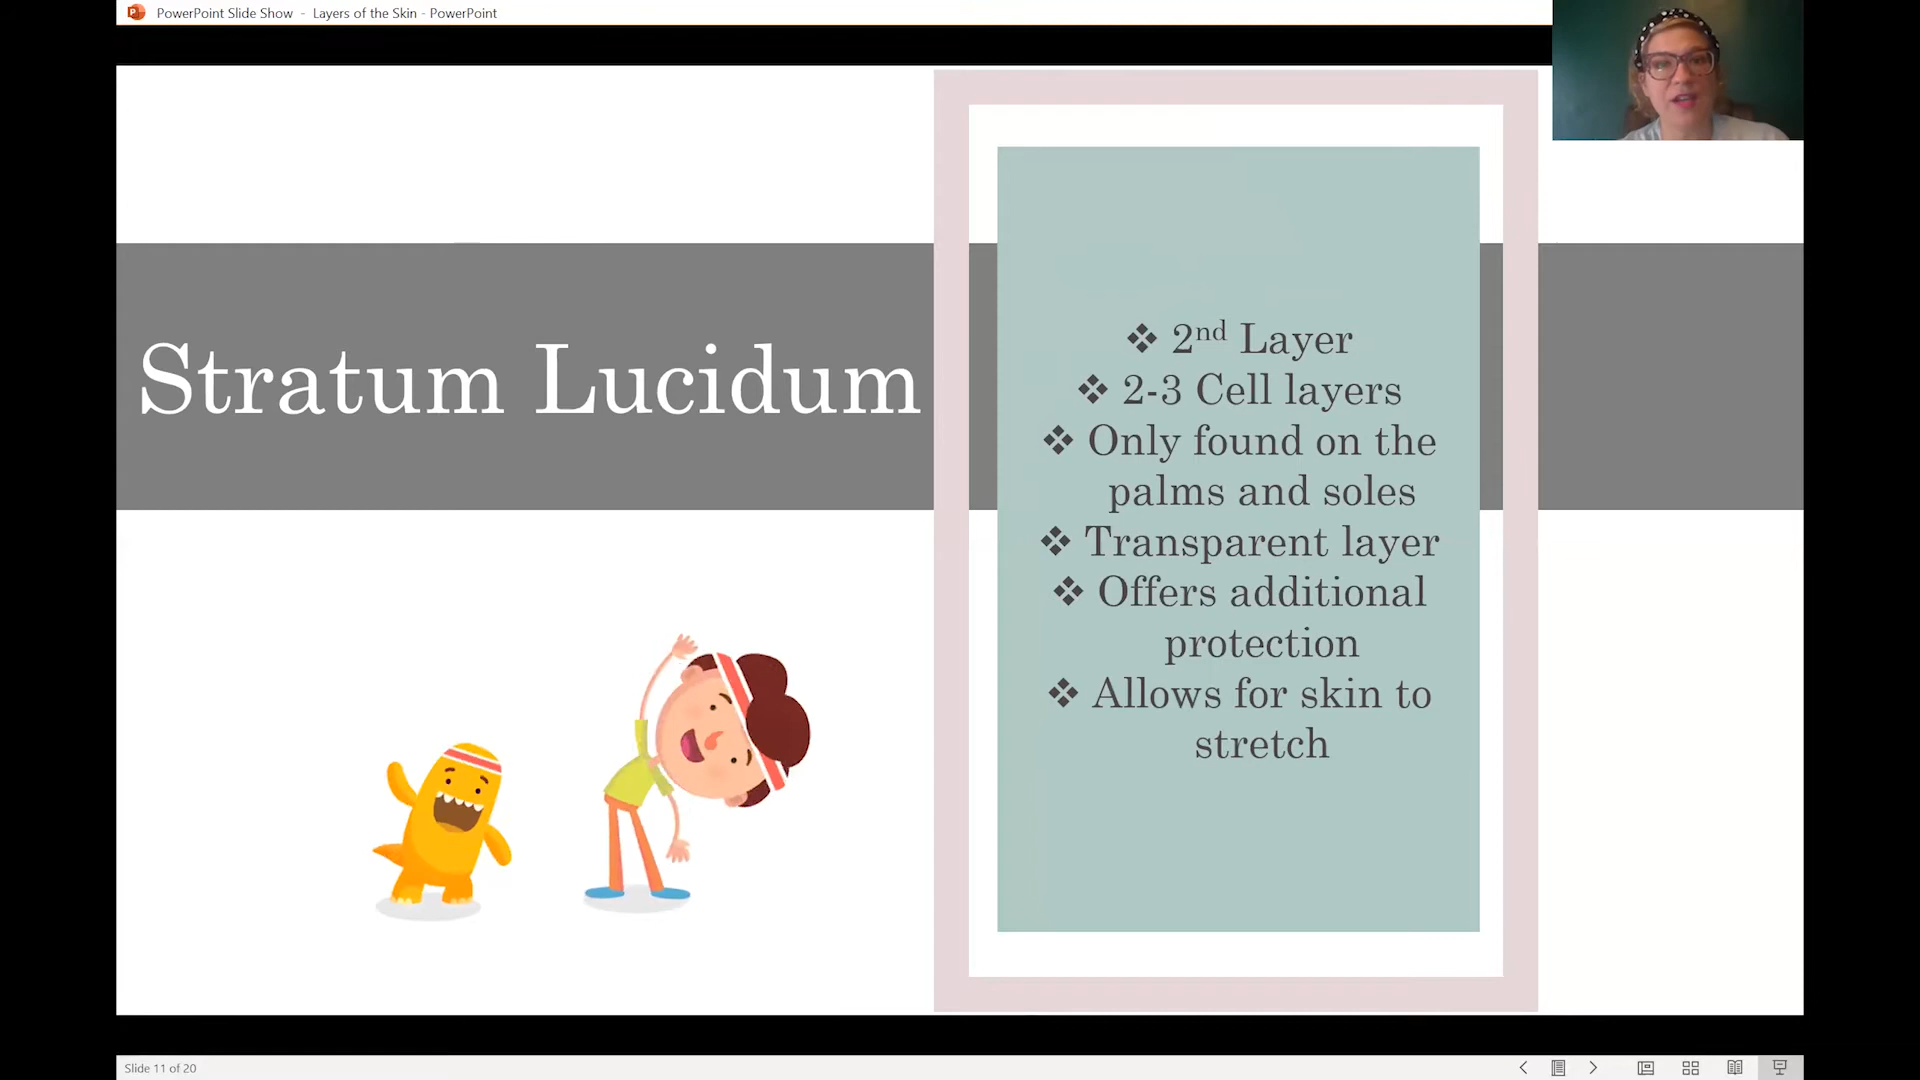 PowerPoint Slide Show - Layers of the Skin - PowerPoint
Stratum Lucidum
❖ 2nd Layer
❖ 2-3 Cell layers
❖ Only found on the
palms and soles
❖ Transparent layer
❖ Offers additional
protection
❖ Allows for skin to
stretch
Slide 11 of 20